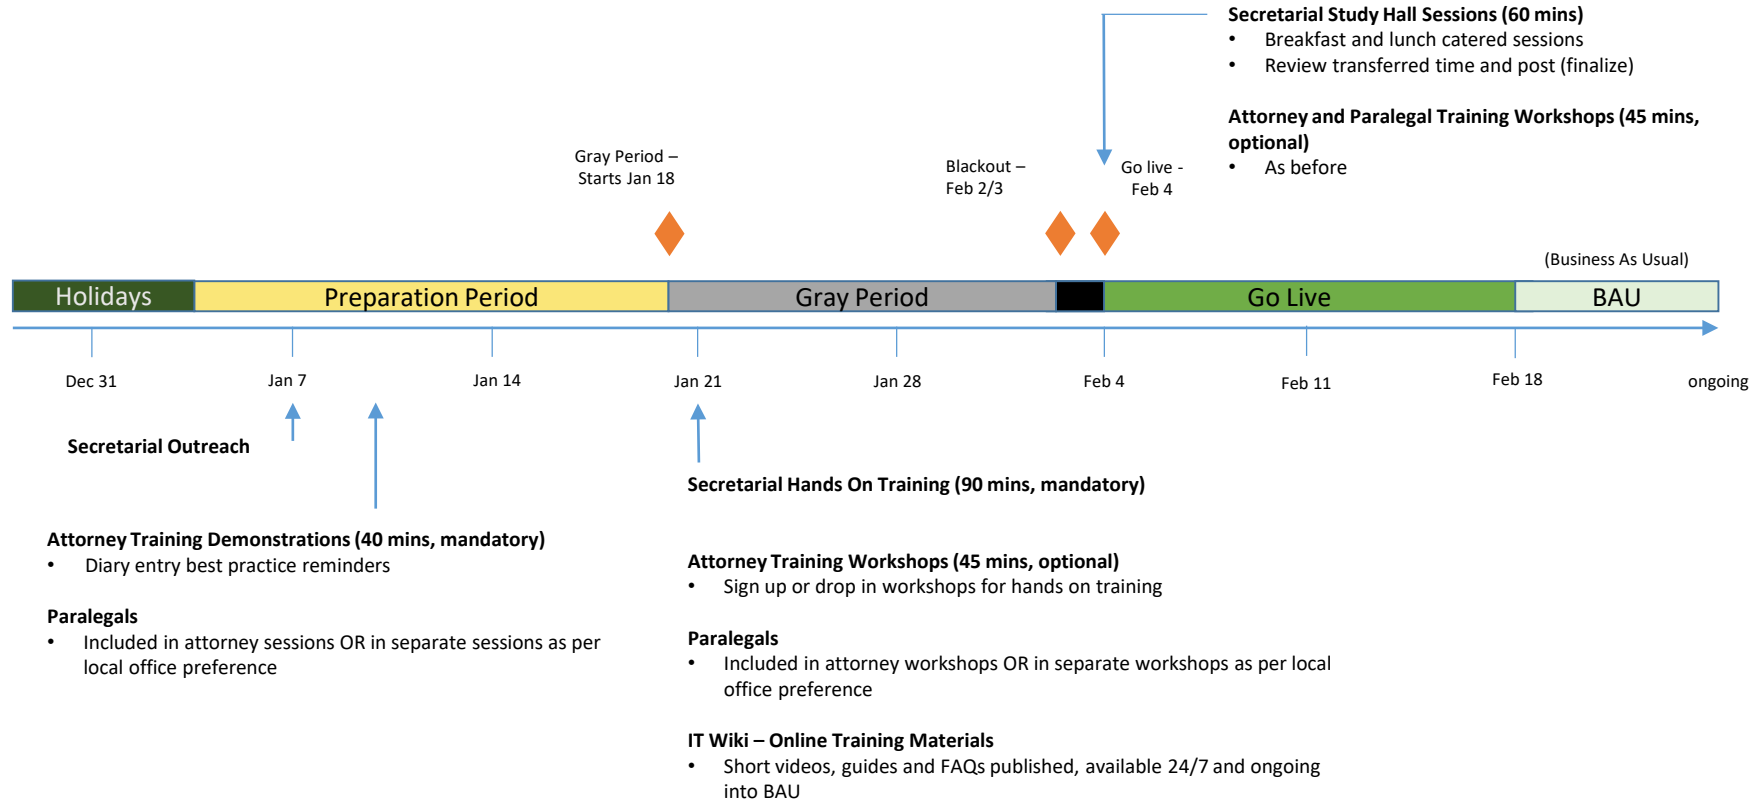 Secretarial Study Hall Sessions (60 mins)
• Breakfast and lunch catered sessions
• Review transferred time and post (finalize)
Attorney and Paralegal Training Workshops (45 mins,
optional)
• As before
Gray Period –
Starts Jan 18
Blackout –
Feb 2/3
Go live -
Feb 4
(Business As Usual)
Holidays
Preparation Period
Gray Period
Go Live
BAU
Dec 31
Jan 7
Jan 14
Jan 21
Jan 28
Feb 4
Feb 11
Feb 18
ongoing
Secretarial Outreach
Attorney Training Demonstrations (40 mins, mandatory)
• Diary entry best practice reminders
Paralegals
• Included in attorney sessions OR in separate sessions as per
local office preference
Secretarial Hands On Training (90 mins, mandatory)
Attorney Training Workshops (45 mins, optional)
• Sign up or drop in workshops for hands on training
Paralegals
• Included in attorney workshops OR in separate workshops as per local
office preference
IT Wiki – Online Training Materials
• Short videos, guides and FAQs published, available 24/7 and ongoing
into BAU